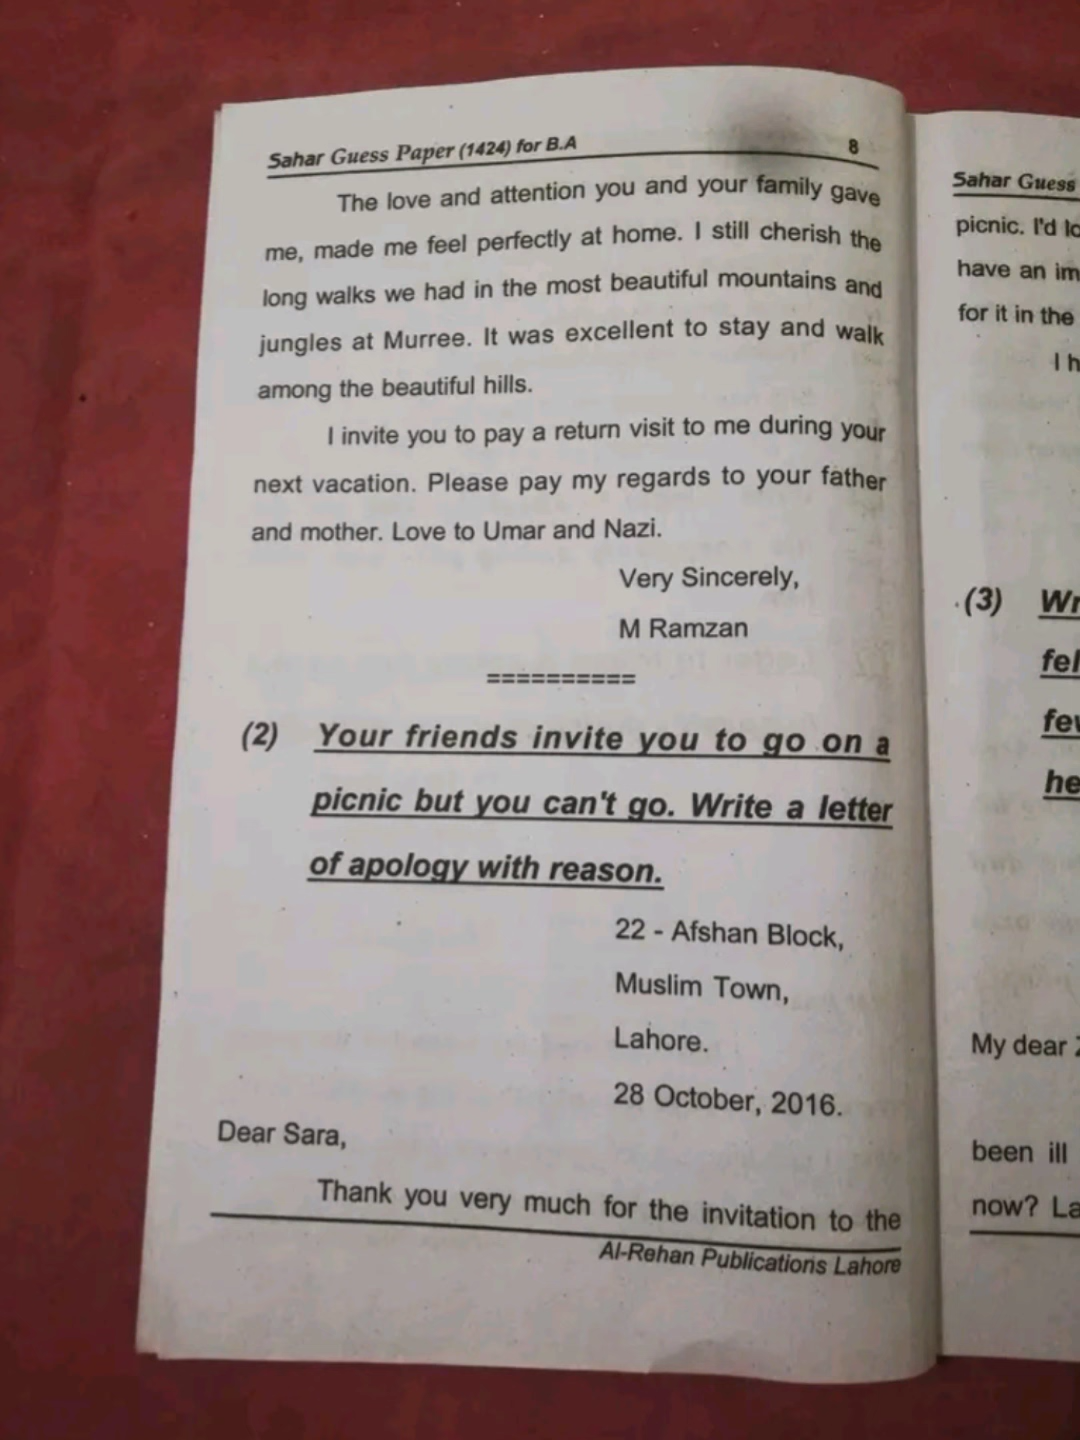 Sahar Guess Paper (1424) for B.A 8
The love and attention you and your family gave
me, made me feel perfectly at home. I still cherish the
long walks we had in the most beautiful mountains and
jungles at Murree. It was excellent to stay and walk
among the beautiful hills.
I invite you to pay a return visit to me during your
next vacation. Please pay my regards to your father
and mother. Love to Umar and Nazi.
Very Sincerely,
M Ramzan
==========
(2) Your friends invite you to go on a
picnic but you can't go. Write a letter
of apology with reason.
22 - Afshan Block,
Muslim Town,
Lahore.
28 October, 2016.
Dear Sara,
Thank you very much for the invitation to the
Al-Rehan Publications Lahore
Sahar Guess
picnic. I'd
have an
for it in the
I
(3)
My dear
been ill
now?